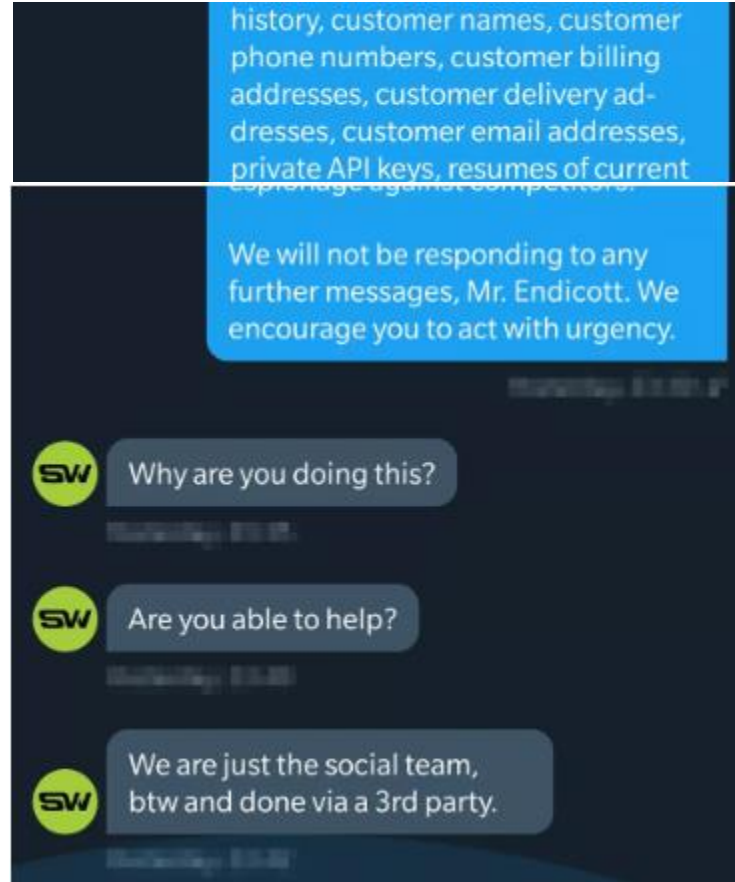 history, customer names, customer
phone numbers, customer billing
addresses, customer delivery ad-
dresses, customer email addresses,
private API keys, resumes of current
espionage against competitors.
We will not be responding to any
further messages, Mr. Endicott. We
encourage you to act with urgency.
SW
Why are you doing this?
SW
Are you able to help?
SW
We are just the social team,
btw and done via a 3rd party.